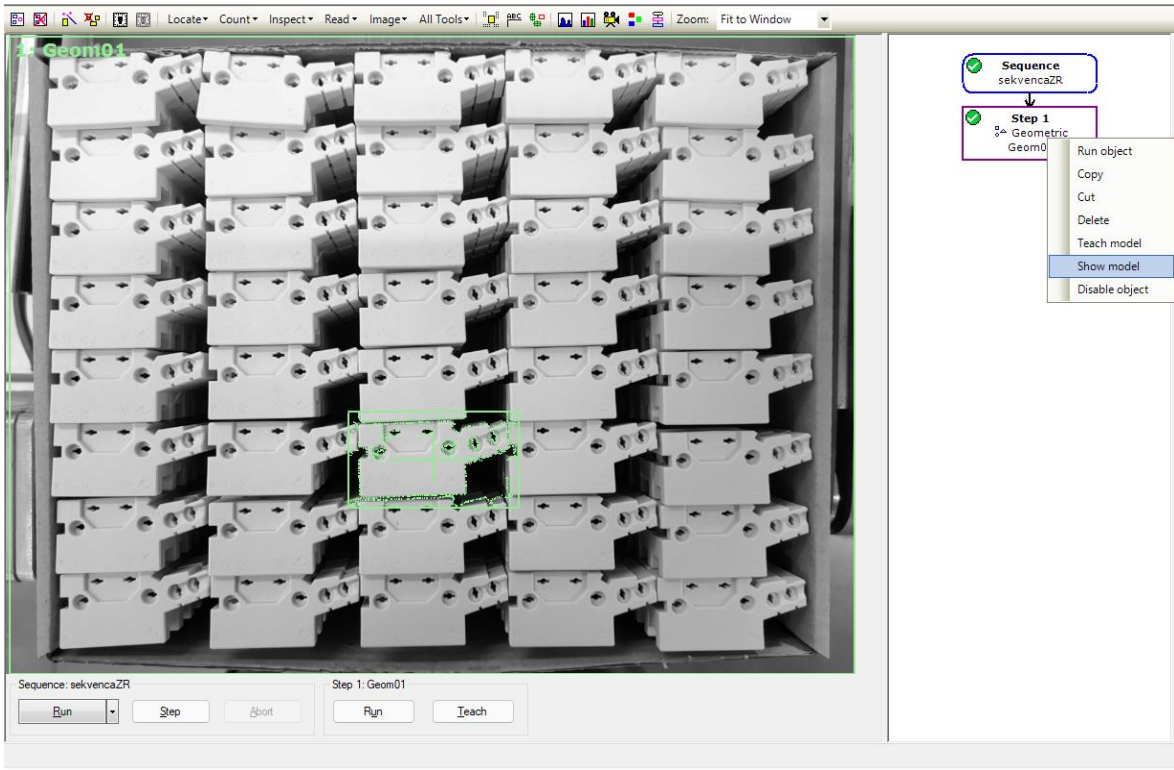 Locate Count Inspect Read Image All Tools ABC Zoom: Fit to Window
1: Geom01
Sequence
sekvencaZR
Step 1
Geometric
Geom0
Run object
Copy
Cut
Delete
Teach model
Show model
Disable object
Sequence: sekvencaZR
Run Step Abort
Step 1: Geom01
Run Teach